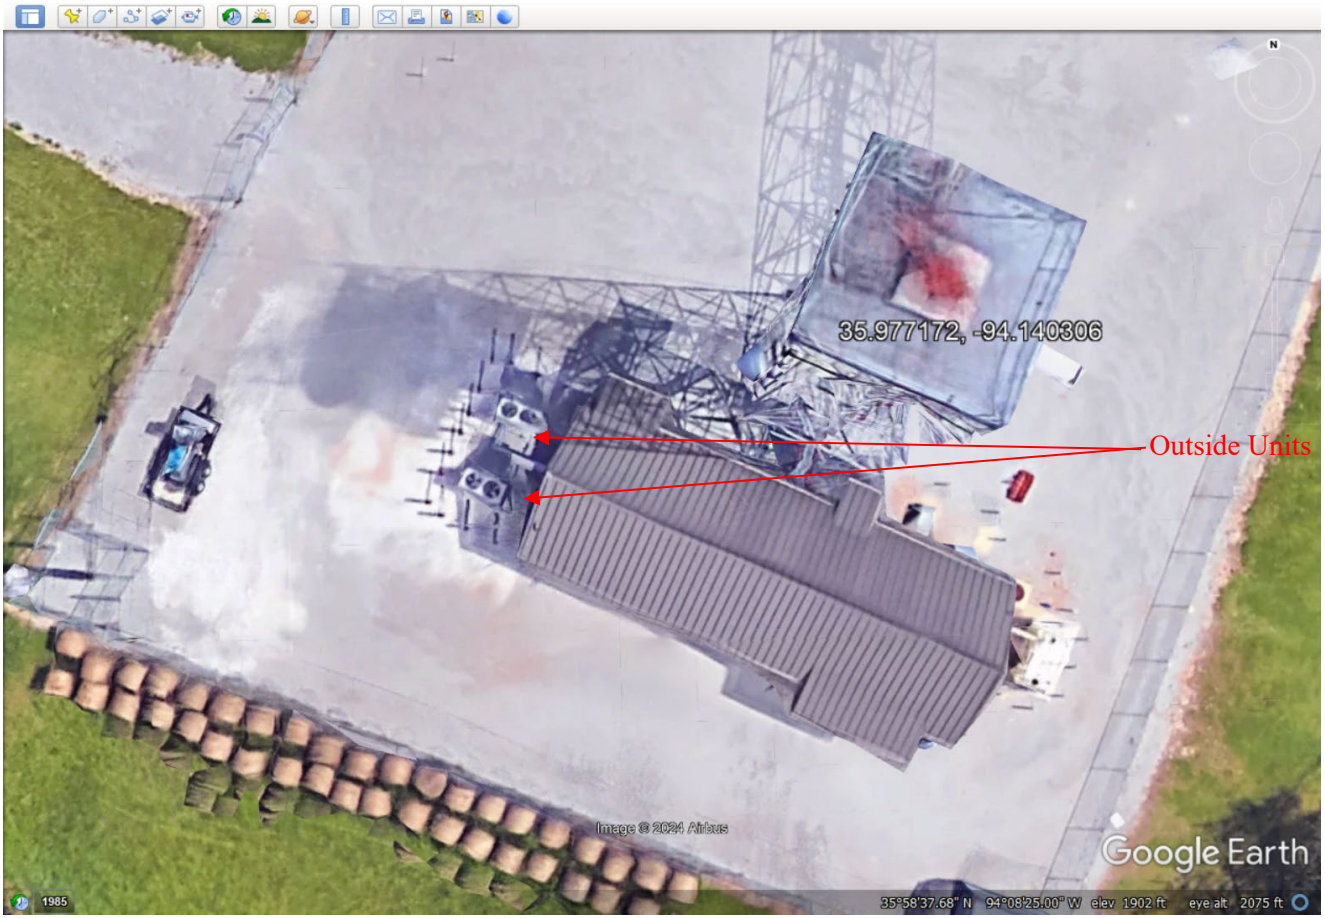 N
35.977172, -94.140306
Outside Units
Image © 2024 Airbus
Google Earth
1985
35°58'37.68" N 94°08'25.00" W elev 1902 ft eye alt 2075 ft